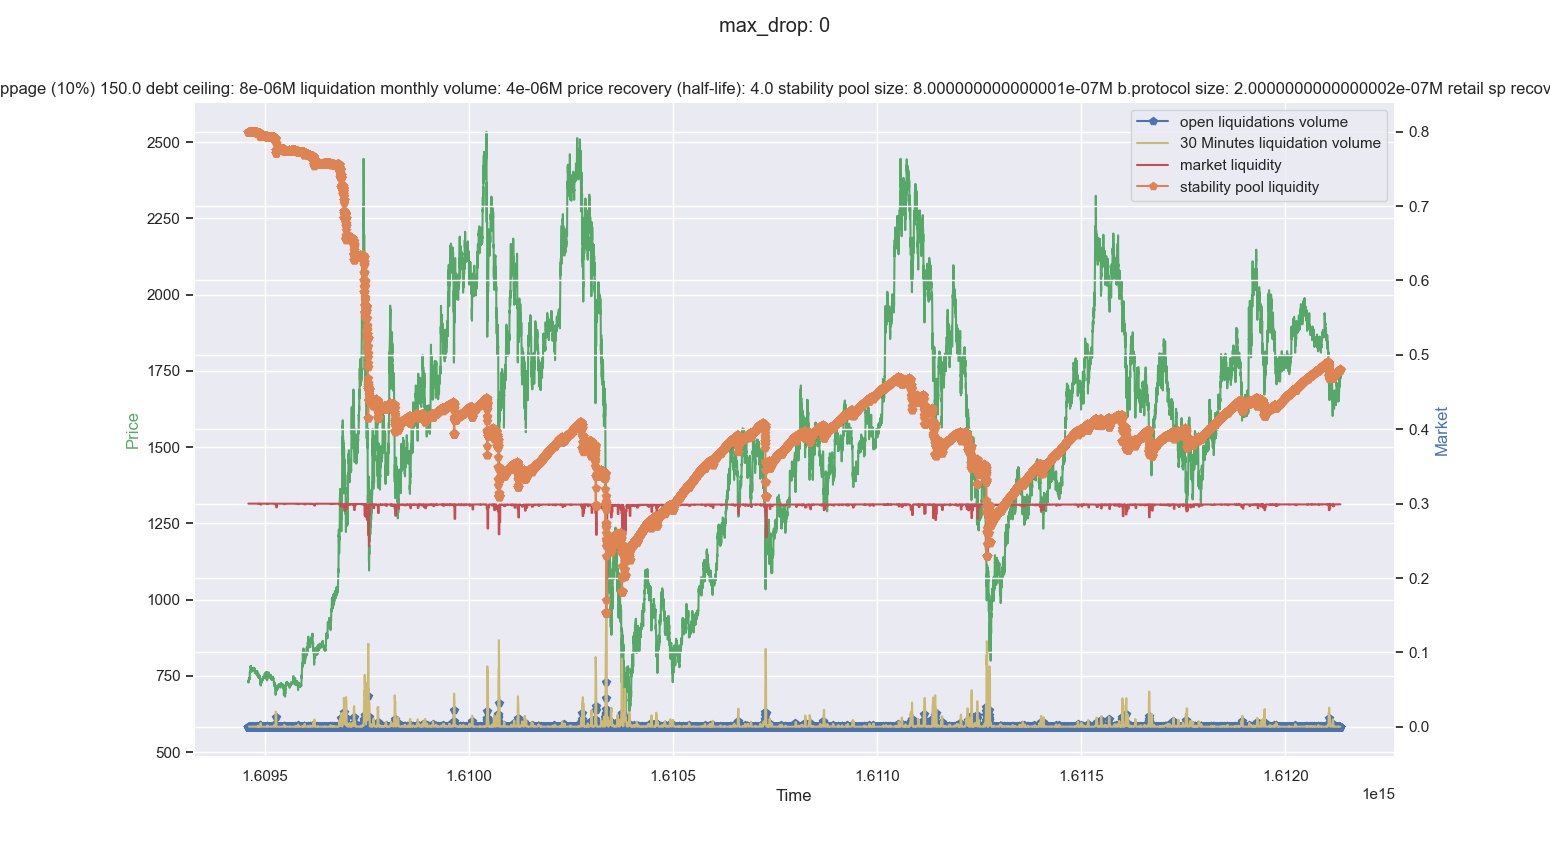 max_drop: 0
ppage (10%) 150.0 debt ceiling: 8e-06M liquidation monthly volume: 4e-06M price recovery (half-life): 4.0 stability pool size: 8.000000000000001e-07M b.protocol size: 2.0000000000000002e-07M retail sp recov
open liquidations volume
30 Minutes liquidation volume
market liquidity
stability pool liquidity
2500
2250
2000
1750
1500
1250
1000
750
500
Price
0.8
0.7
0.6
0.5
0.4
0.3
0.2
0.1
0.0
Market
1.6095
1.6100
1.6105
1.6110
1.6115
1.6120
1e15
Time